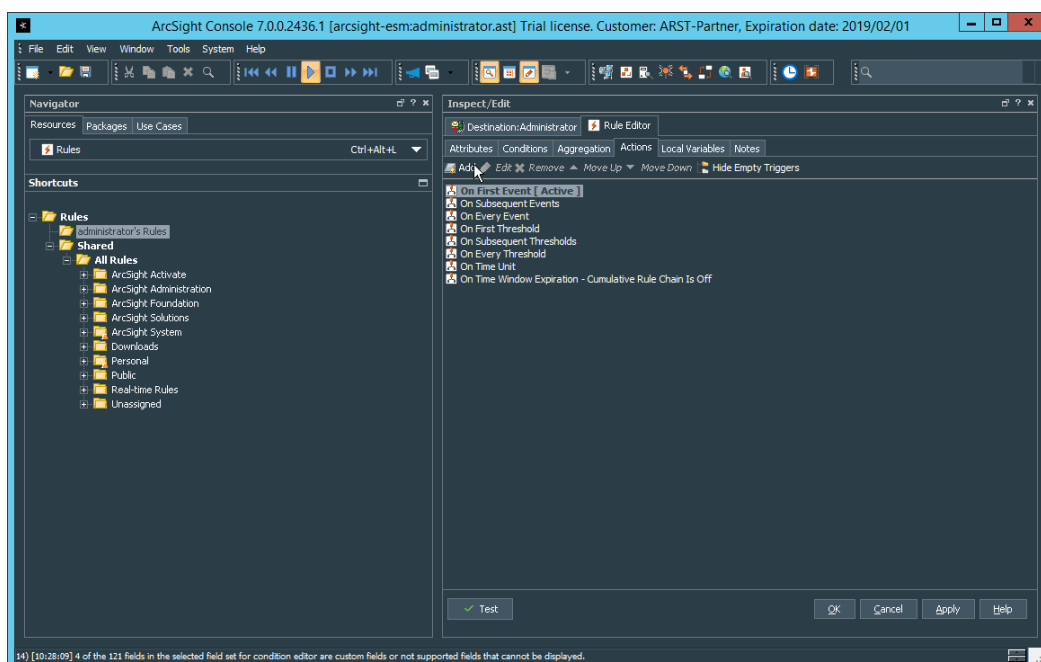 ArcSight Console 7.0.0.2436.1 [arcsight-esm:administrator.ast] Trial license. Customer: ARST-Partner, Expiration date: 2019/02/01
File Edit View Window Tools System Help
Navigator
Resources Packages Use Cases
Rules Ctrl+Alt+L
Shortcuts
Rules
administrator's Rules
Shared
All Rules
ArcSight Activate
ArcSight Administration
ArcSight Foundation
ArcSight Solutions
ArcSight System
Downloads
Personal
Public
Real-time Rules
Unassigned
Inspect/Edit
Destination:Administrator Rule Editor
Attributes Conditions Aggregation Actions Local Variables Notes
Add Edit Remove Move Up Move Down Hide Empty Triggers
On First Event [ Active ]
On Subsequent Events
On Every Event
On First Threshold
On Subsequent Thresholds
On Every Threshold
On Time Unit
On Time Window Expiration - Cumulative Rule Chain Is Off
Test OK Cancel Apply Help
14) [10:28:09] 4 of the 121 fields in the selected field set for condition editor are custom fields or not supported fields that cannot be displayed.